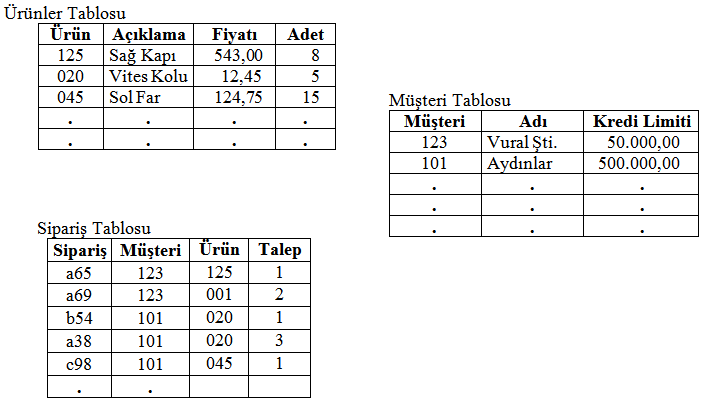 Ürünler Tablosu
Ürün Açıklama Fiyatı Adet
125 Sağ Kapı 543,00 8
020 Vites Kolu 12,45 5
045 Sol Far 124,75 15
. . . .
. . . .
Müşteri Tablosu
Müşteri Adı Kredi Limiti
123 Vural Şti. 50.000,00
101 Aydınlar 500.000,00
. . .
. . .
. . .
Sipariş Tablosu
Sipariş Müşteri Ürün Talep
a65 123 125 1
a69 123 001 2
b54 101 020 1
a38 101 020 3
c98 101 045 1
. .